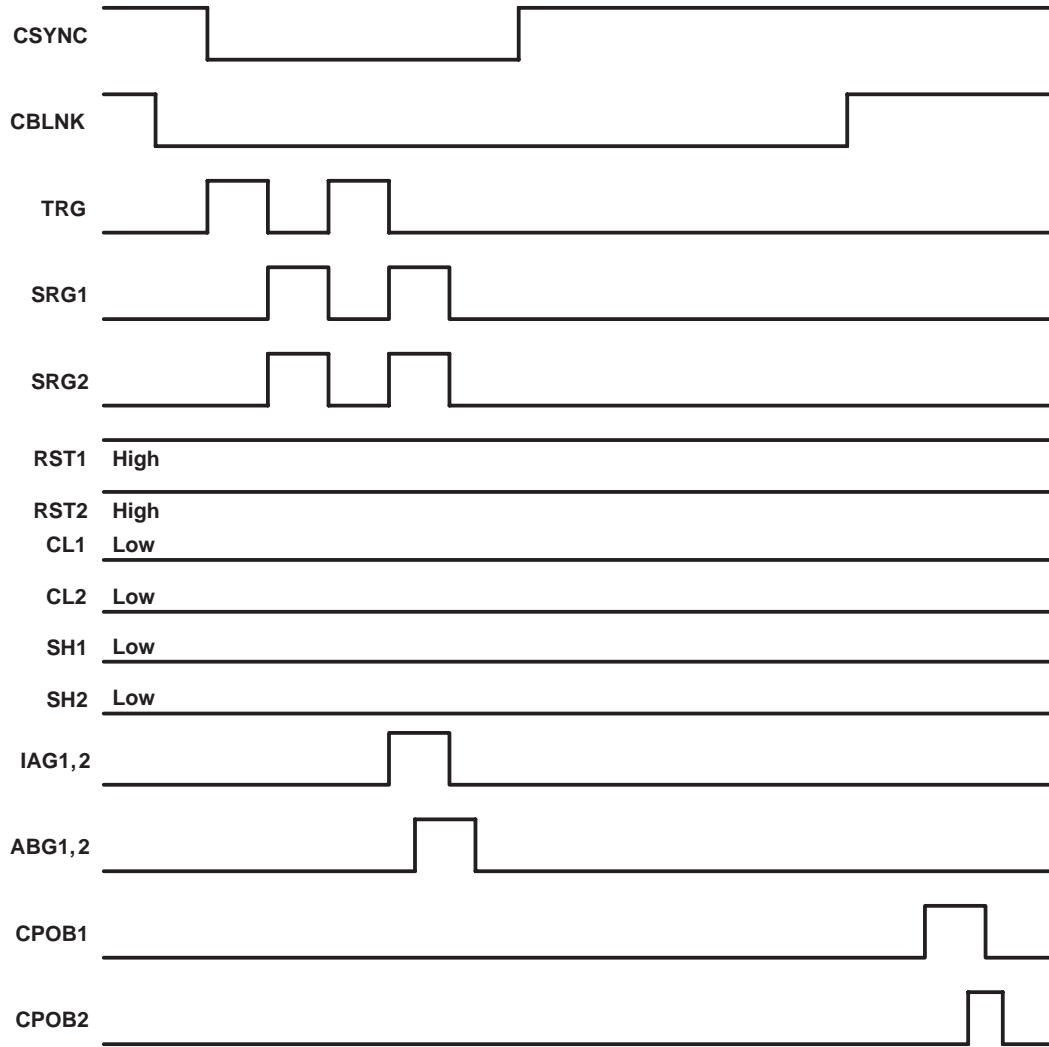 CSYNC
CBLNK
TRG
SRG1
SRG2
RST1 High
RST2 High
CL1 Low
CL2 Low
SH1 Low
SH2 Low
IAG1,2
ABG1,2
CPOB1
CPOB2